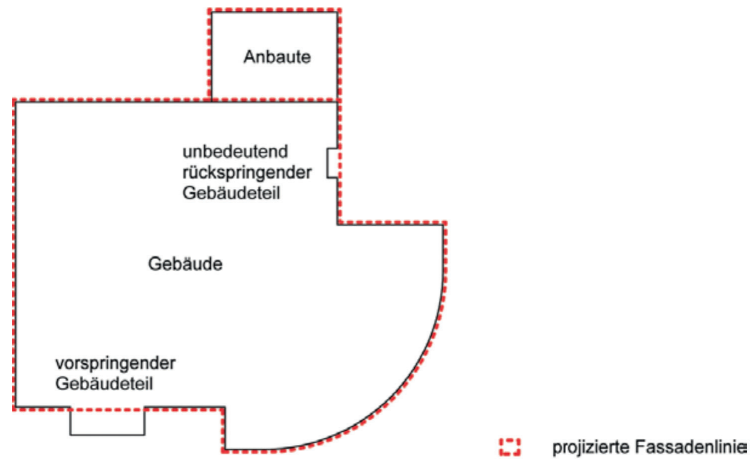 Anbaute
unbedeutend
rückspringender
Gebäudeteil
Gebäude
vorspringender
Gebäudeteil
projizierte Fassadenlinie